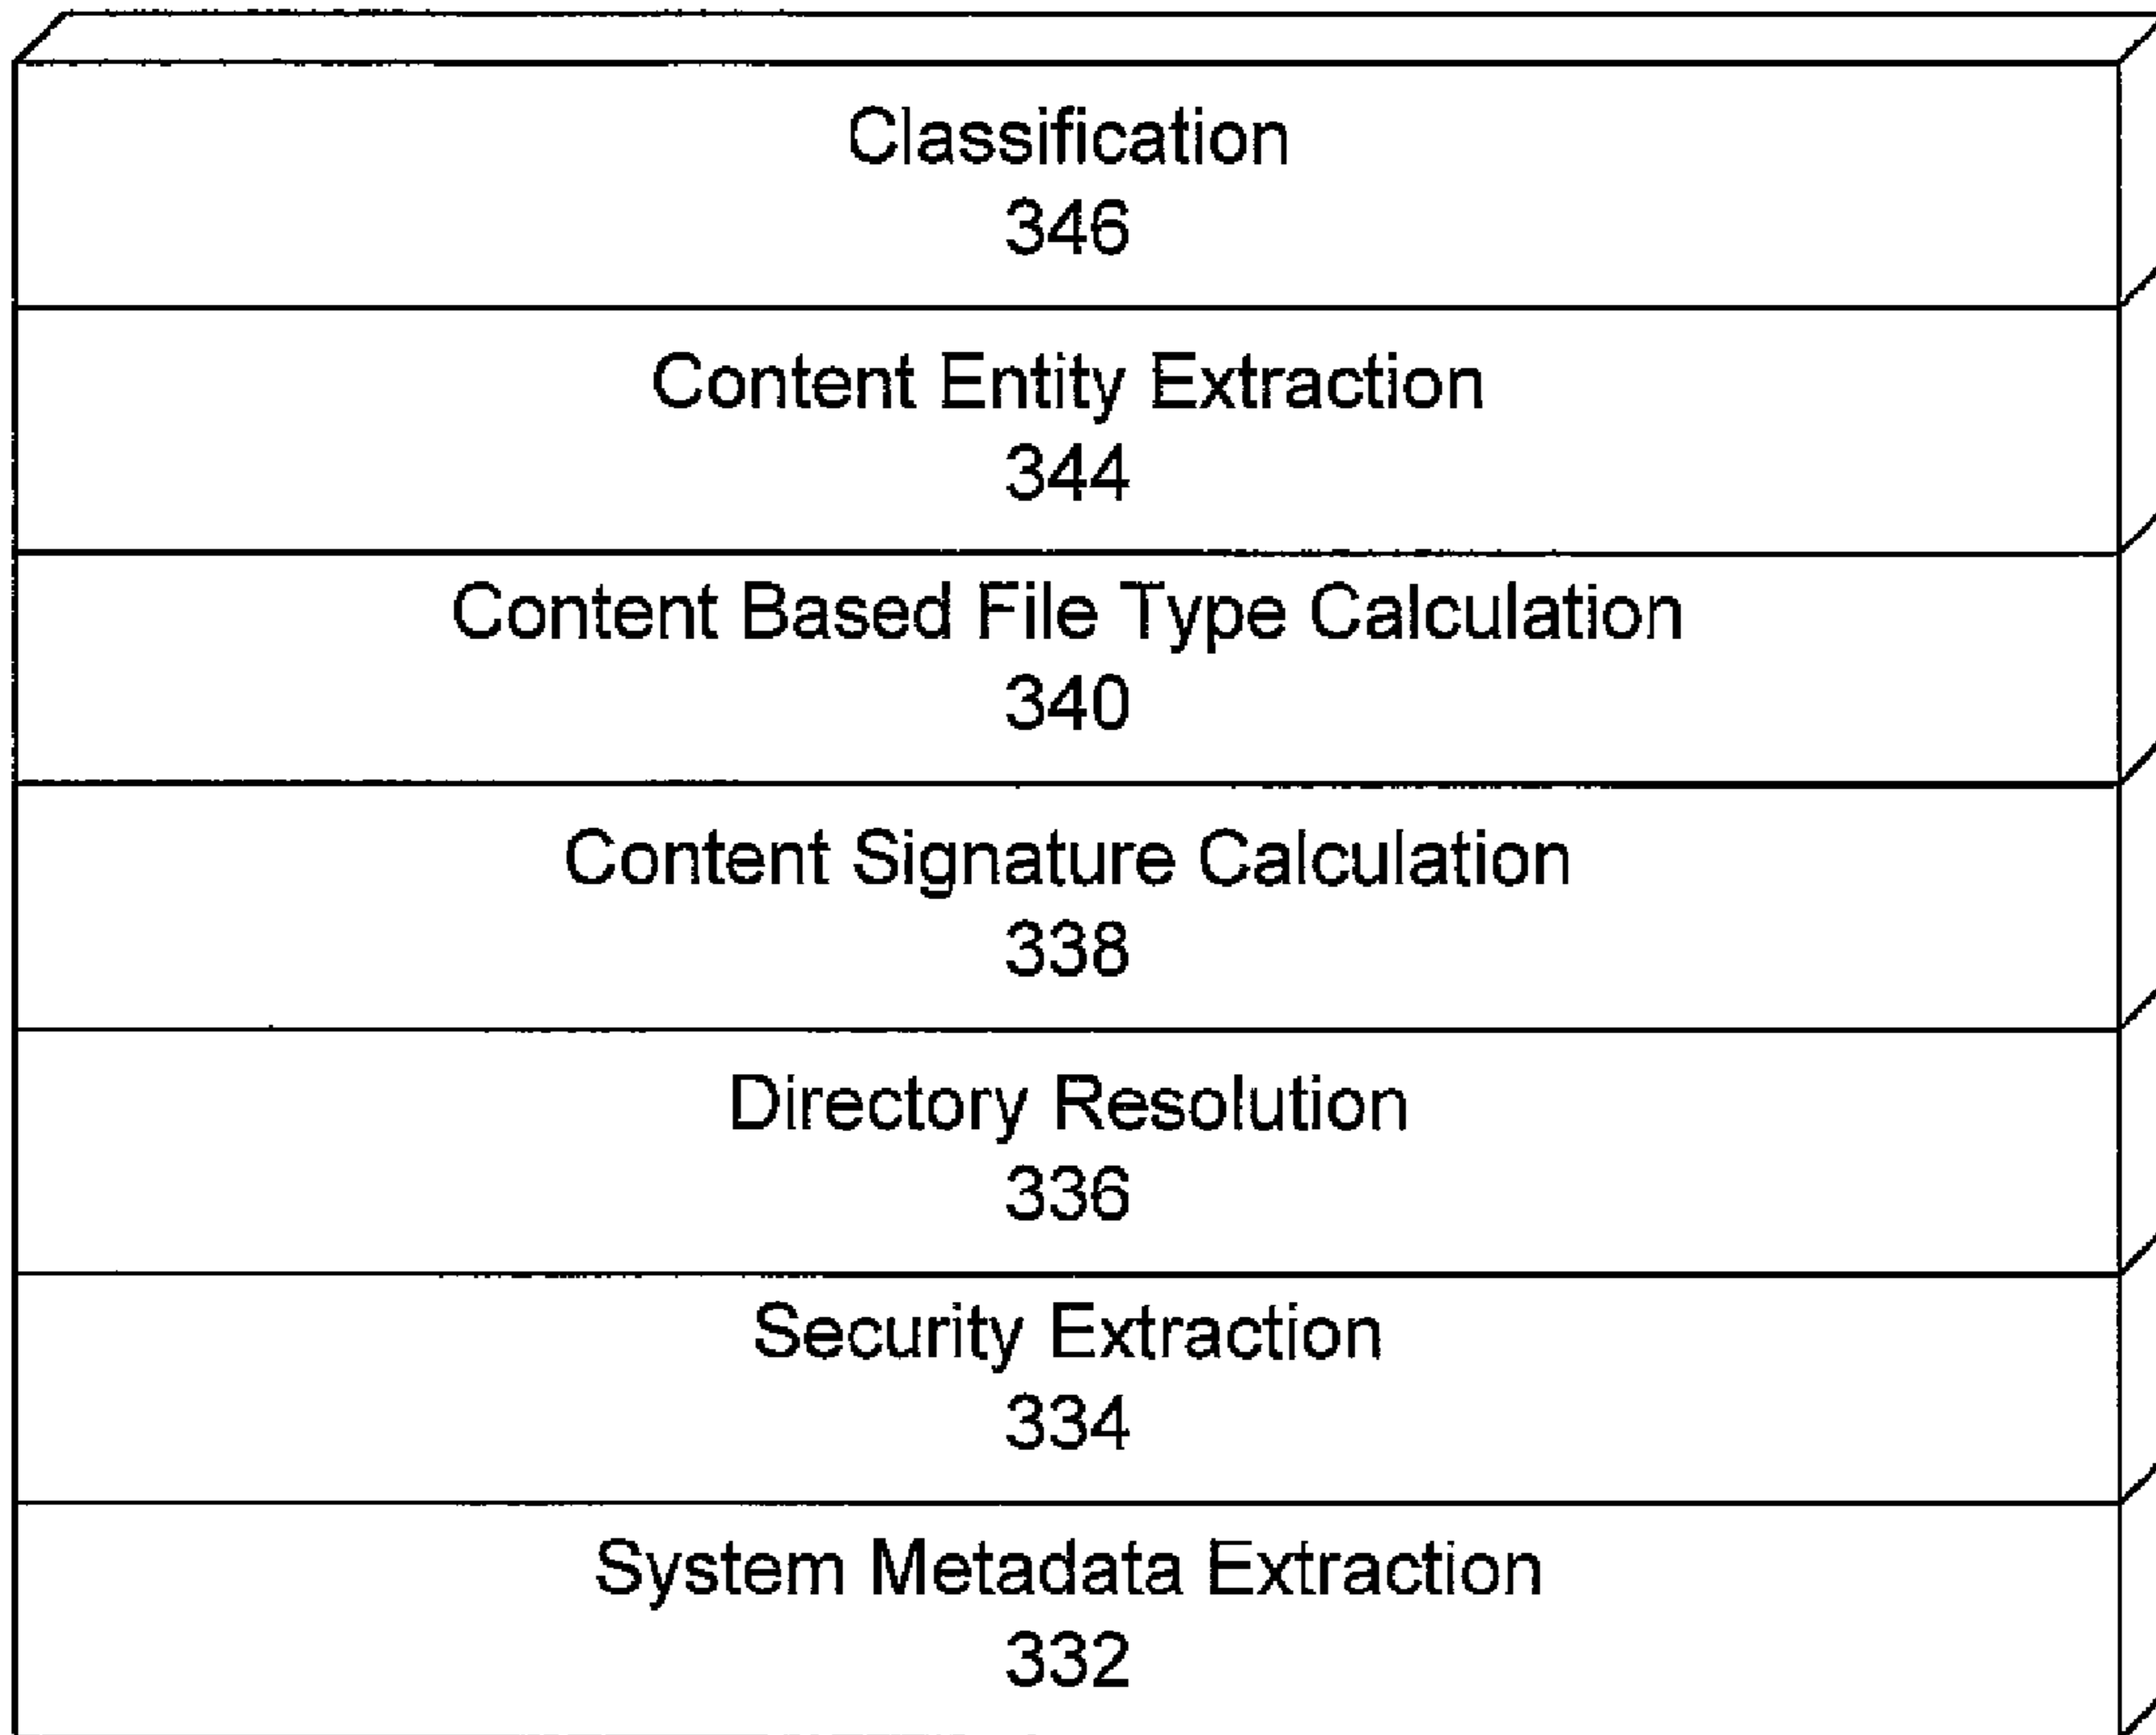 Classification
346
Content Entity Extraction
344
Content Based File Type Calculation
340
Content Signature Calculation
338
Directory Resolution
336
Security Extraction
334
System Metadata Extraction
332